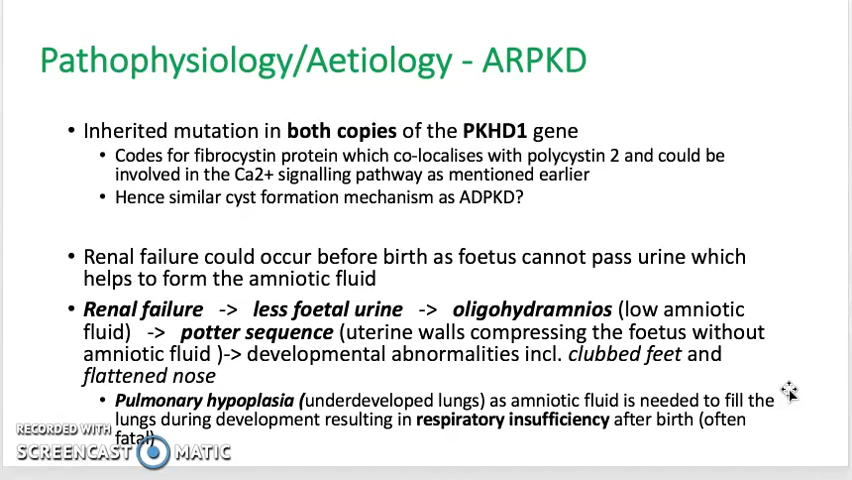 Pathophysiology/Aetiology - ARPKD
• Inherited mutation in both copies of the PKHD1 gene
• Codes for fibrocystin protein which co-localises with polycystin 2 and could be
involved in the Ca2+ signalling pathway as mentioned earlier
• Hence similar cyst formation mechanism as ADPKD?
• Renal failure could occur before birth as foetus cannot pass urine which
helps to form the amniotic fluid
• Renal failure -> less foetal urine -> oligohydramnios (low amniotic
fluid) -> potter sequence (uterine walls compressing the foetus without
amniotic fluid )-> developmental abnormalities incl. clubbed feet and
flattened nose
• Pulmonary hypoplasia (underdeveloped lungs) as amniotic fluid is needed to fill the
lungs during development resulting in respiratory insufficiency after birth (often
fatal)
RECORDED WITH
SCREENCAST MATIC